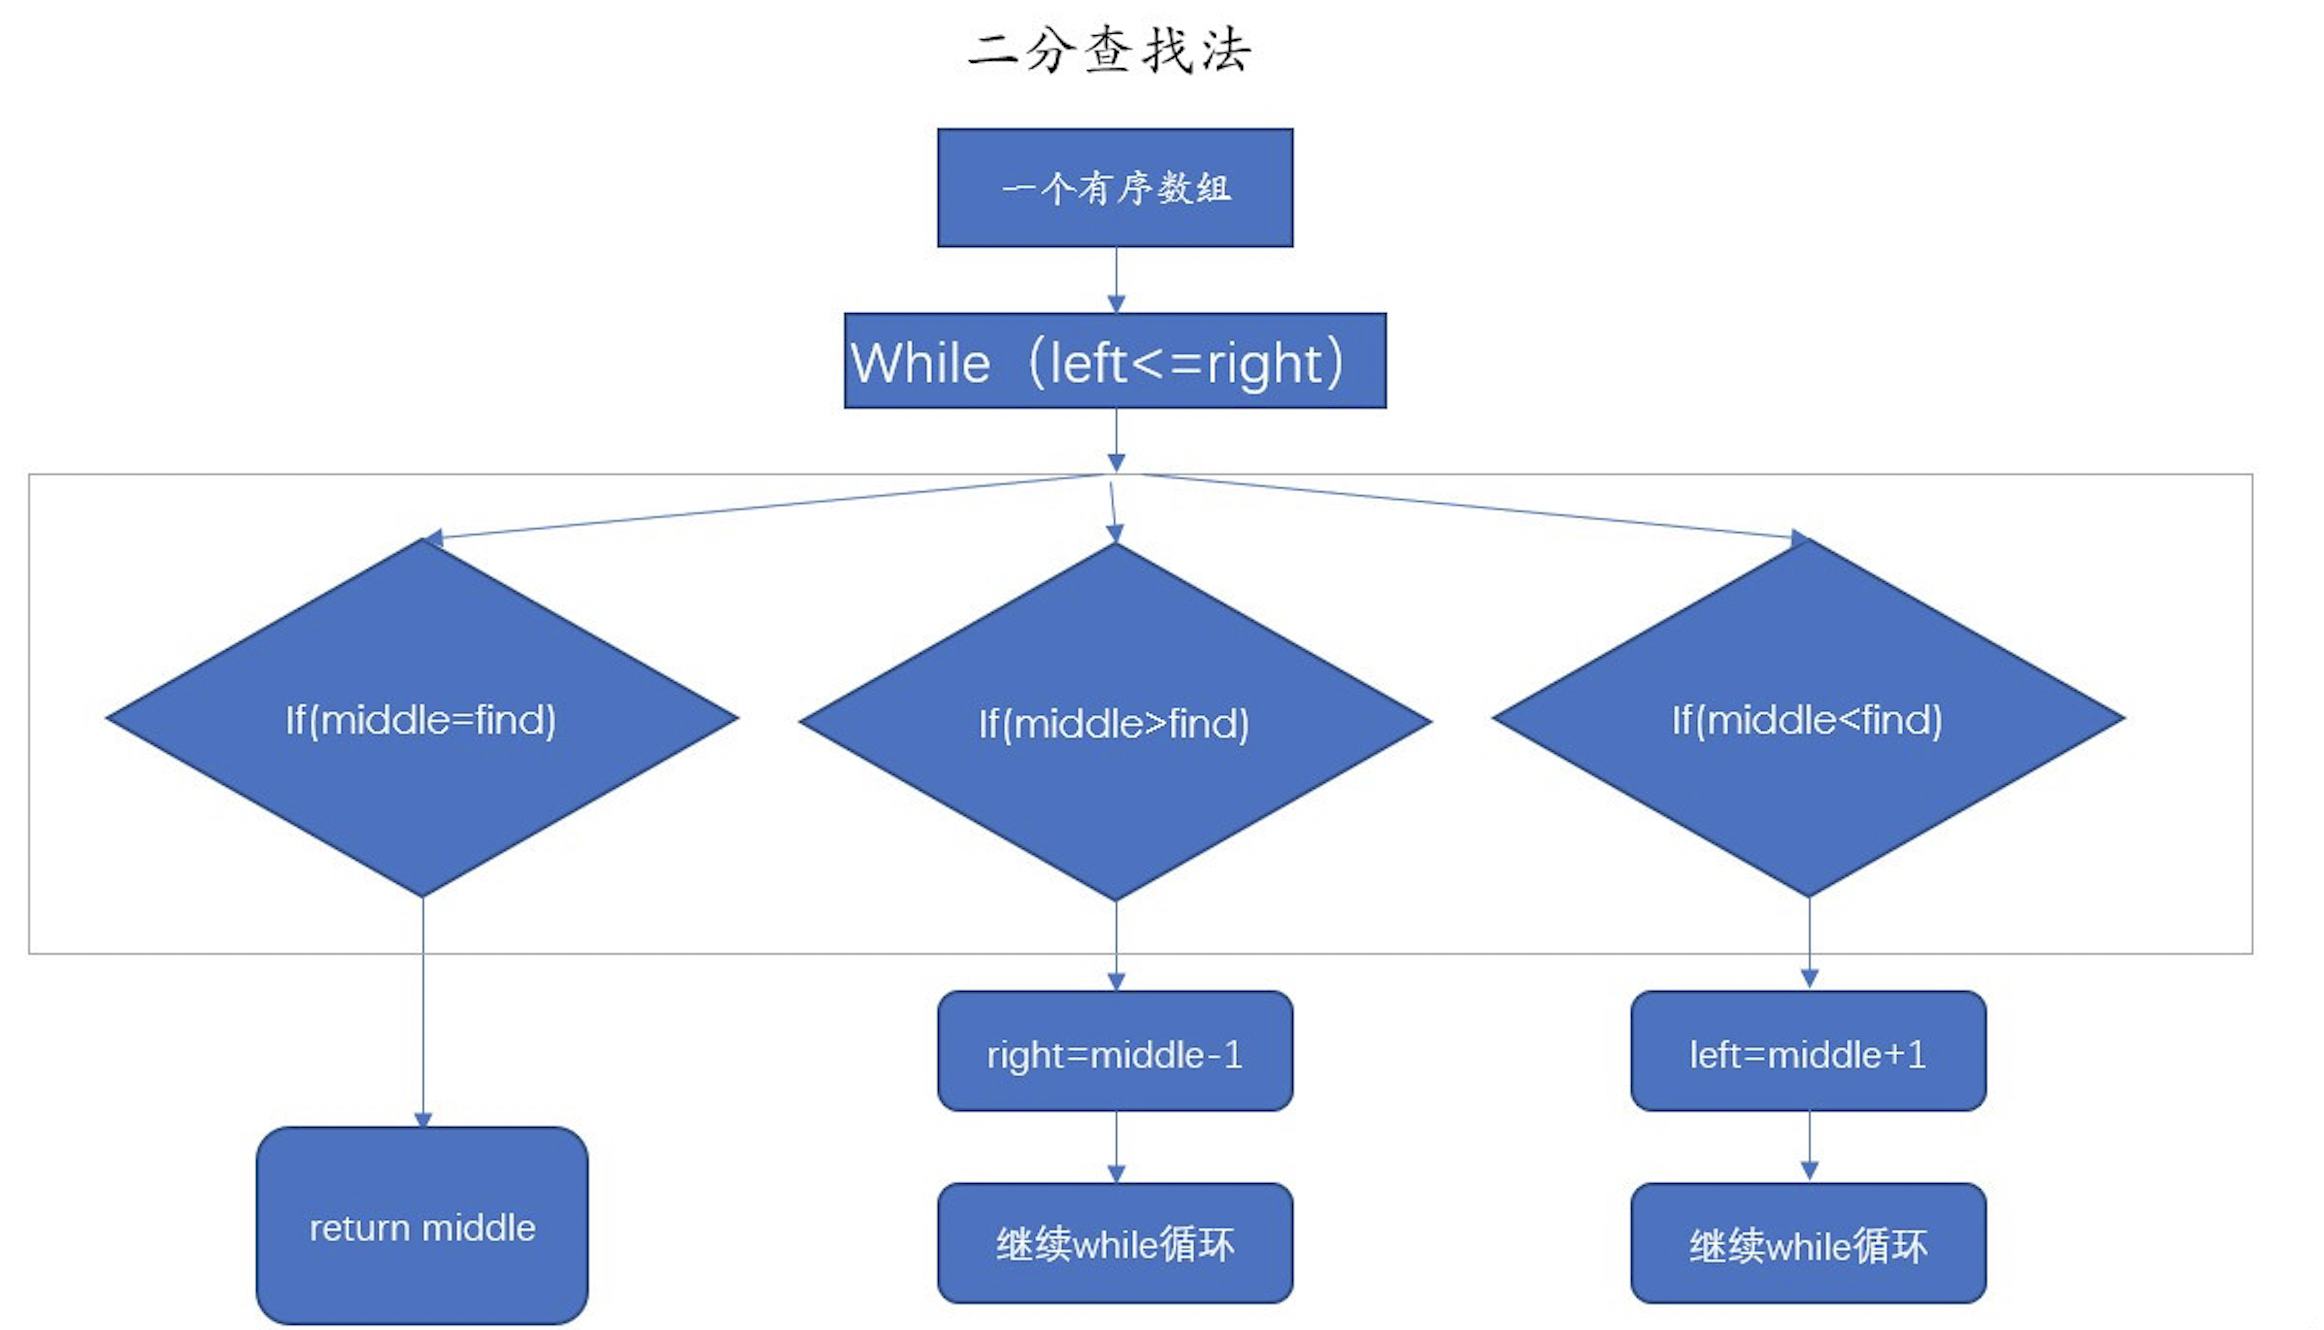 二分查找法
一个有序数组
While（left<=right）
If(middle=find)
If(middle>find)
If(middle<find)
right=middle-1
left=middle+1
return middle
继续while循环
继续while循环